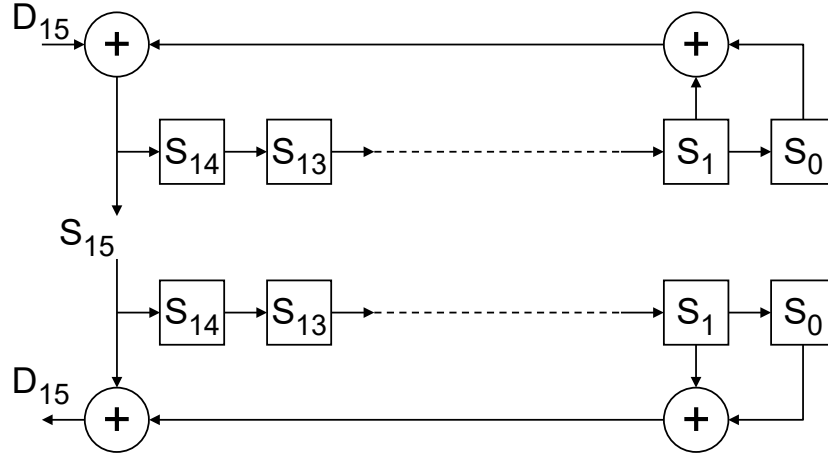 D₁₅ + +
S₁₄ S₁₃ S₁ S₀
S₁₅
S₁₄ S₁₃ S₁ S₀
D₁₅ + +